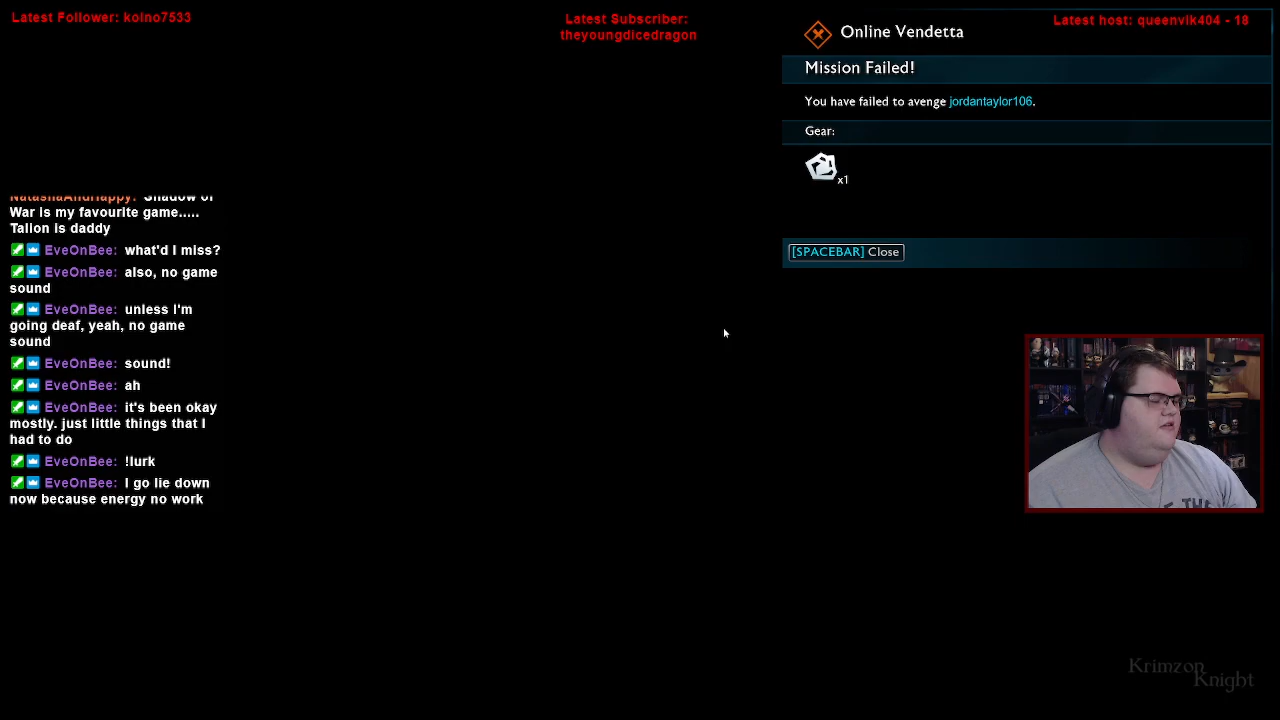 Latest Follower: kolno7533
Latest Subscriber:
theyoungdicedragon
Latest host: queenvik404 - 18
Online Vendetta
Mission Failed!
You have failed to avenge jordantaylor106.
Gear:
x1
[SPACEBAR] Close
NatashaAndHappy: Shadow of
War is my favourite game.....
Talion is daddy
EveOnBee: what'd I miss?
EveOnBee: also, no game
sound
EveOnBee: unless I'm
going deaf, yeah, no game
sound
EveOnBee: sound!
EveOnBee: ah
EveOnBee: it's been okay
mostly. just little things that I
had to do
EveOnBee: !lurk
EveOnBee: I go lie down
now because energy no work
Krimzon
Knight